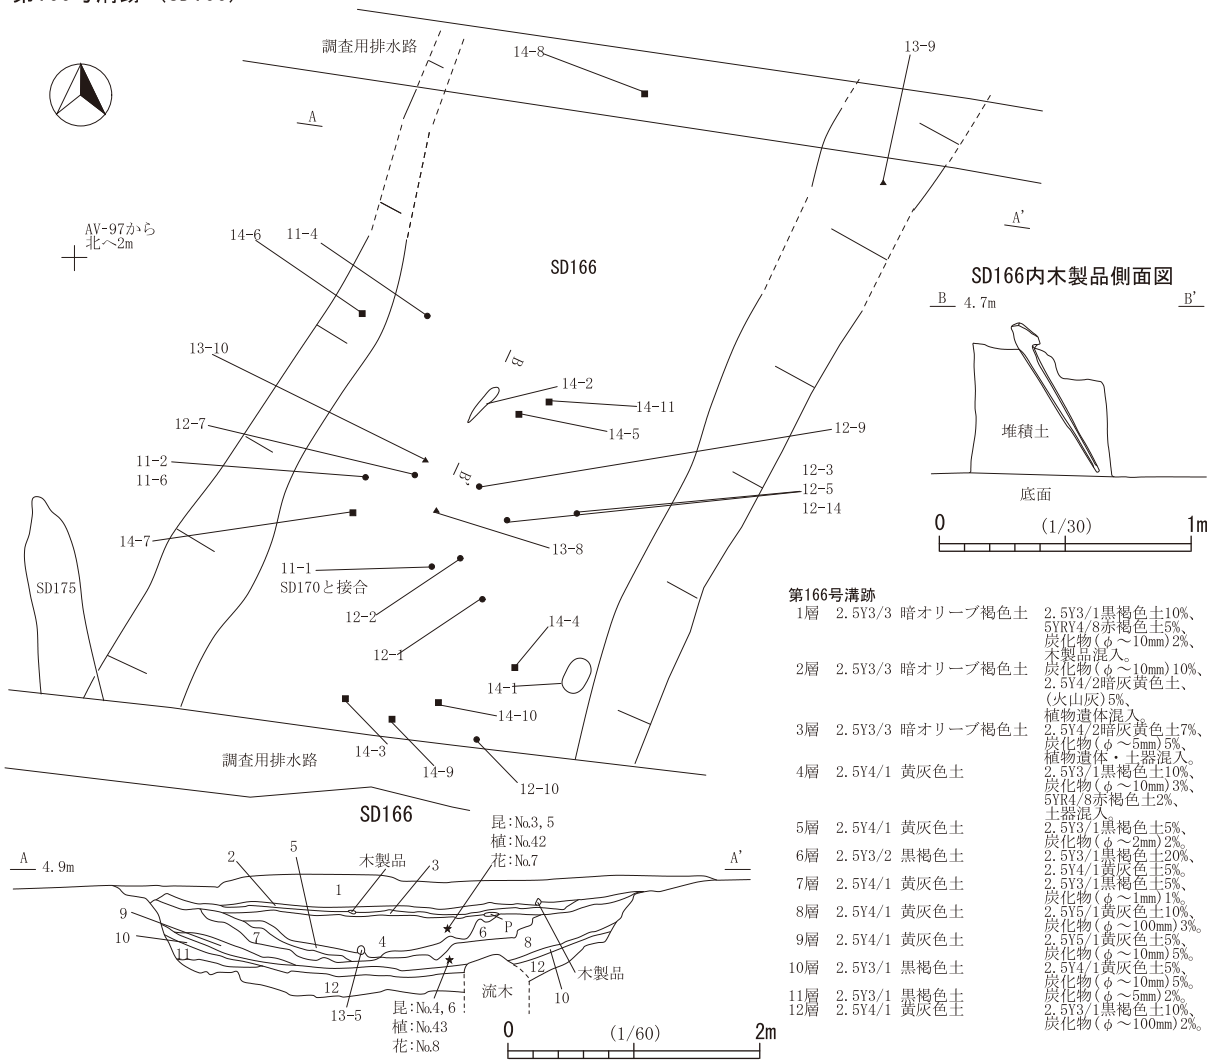 調査用排水路
14-8
13-9
A
A'
AV-97から
北へ2m
14-6
11-4
SD166
SD166内木製品側面図
B
4.7m
B'
13-10
B
14-2
14-11
14-5
堆積土
底面
12-7
11-2
11-6
B'
12-9
12-3
12-5
12-14
0
(1/30)
1m
14-7
13-8
11-1
SD170と接合
SD175
12-2
12-1
14-4
14-1
14-10
14-3
14-9
12-10
調査用排水路
第166号溝跡
1層 2.5Y3/3 暗オリーブ褐色土 2.5Y3/1黒褐色土10%、
5YRY4/8赤褐色土5%、
炭化物(φ～10mm)2%、
木製品混入。
2層 2.5Y3/3 暗オリーブ褐色土 炭化物(φ～10mm)10%、
2.5Y4/2暗灰黄色土、
(火山灰)5%、
植物遺体混入。
3層 2.5Y3/3 暗オリーブ褐色土 2.5Y4/2暗灰黄色土7%、
炭化物(φ～5mm)5%、
植物遺体・土器混入。
4層 2.5Y4/1 黄灰色土 2.5Y3/1黒褐色土10%、
炭化物(φ～10mm)3%、
5YR4/8赤褐色土2%、
土器混入。
5層 2.5Y4/1 黄灰色土 2.5Y3/1黒褐色土5%、
炭化物(φ～2mm)2%。
6層 2.5Y3/2 黒褐色土 2.5Y3/1黒褐色土20%、
2.5Y4/1黄灰色土5%。
7層 2.5Y4/1 黄灰色土 2.5Y3/1黒褐色土5%、
炭化物(φ～1mm)1%。
8層 2.5Y4/1 黄灰色土 2.5Y5/1黄灰色土10%、
炭化物(φ～100mm)3%。
9層 2.5Y4/1 黄灰色土 2.5Y5/1黄灰色土5%、
炭化物(φ～10mm)5%。
10層 2.5Y3/1 黒褐色土 2.5Y4/1黄灰色土5%、
炭化物(φ～10mm)5%。
11層 2.5Y3/1 黒褐色土 炭化物(φ～5mm)2%。
12層 2.5Y4/1 黄灰色土 2.5Y3/1黒褐色土10%、
炭化物(φ～100mm)2%。
SD166
昆:No.3,5
植:No.42
花:No.7
A
4.9m
A'
2
5
木製品
3
1
9
10
11
7
4
6
P
8
12
12
木製品
流木
10
13-5
昆:No.4,6
植:No.43
花:No.8
0
(1/60)
2m